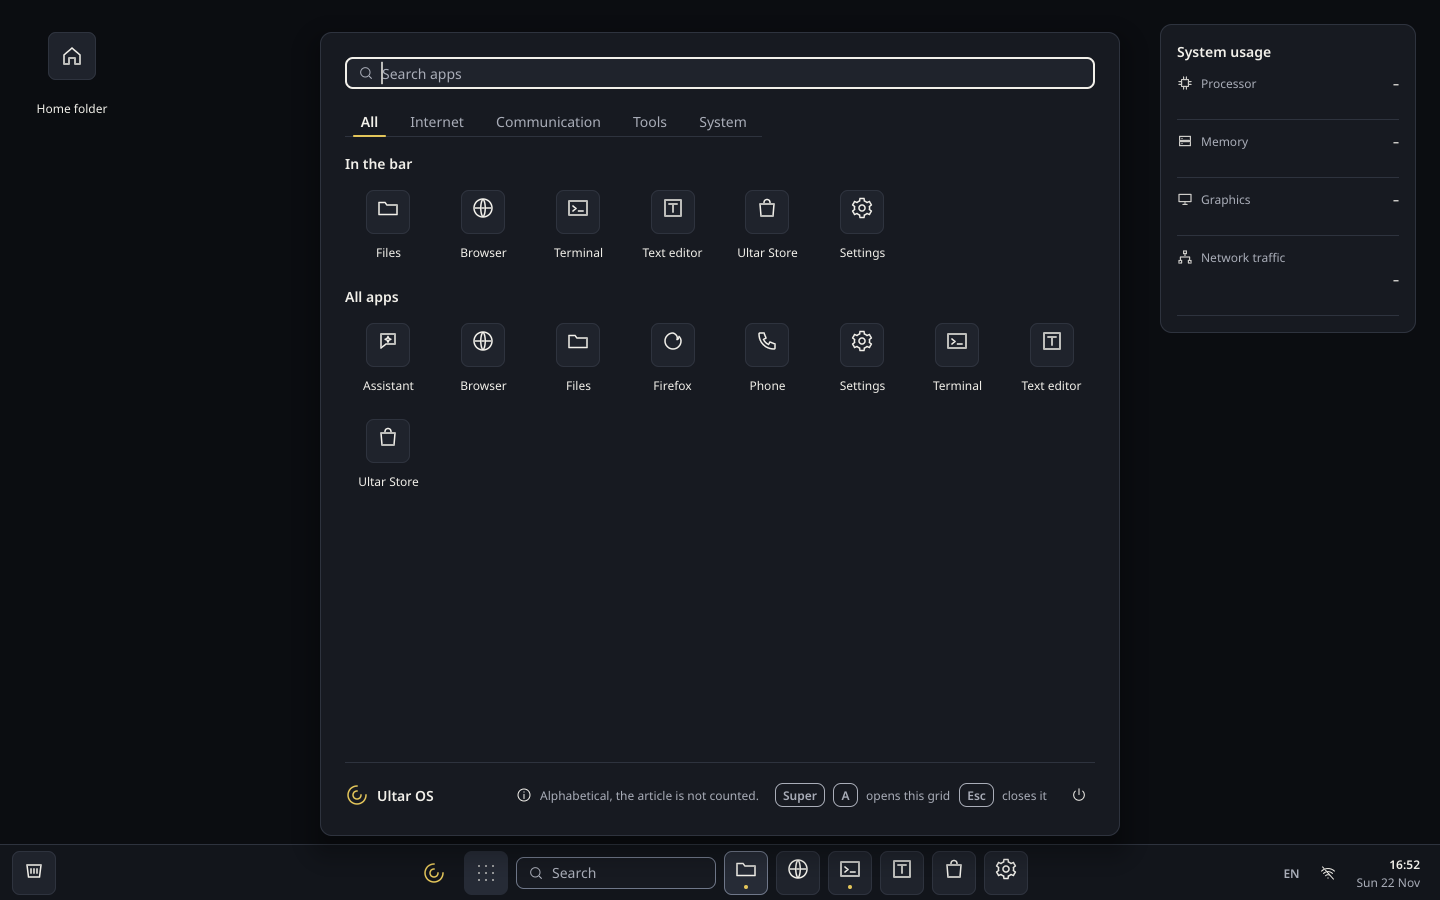 Home folder
Search apps
All Internet Communication Tools System
In the bar
Files Browser Terminal Text editor Ultar Store Settings
All apps
Assistant Browser Files Firefox Phone Settings Terminal Text editor
Ultar Store
Ultar OS
Alphabetical, the article is not counted. Super A opens this grid Esc closes it
System usage
Processor –
Memory –
Graphics –
Network traffic
–
Search
EN
16:52
Sun 22 Nov